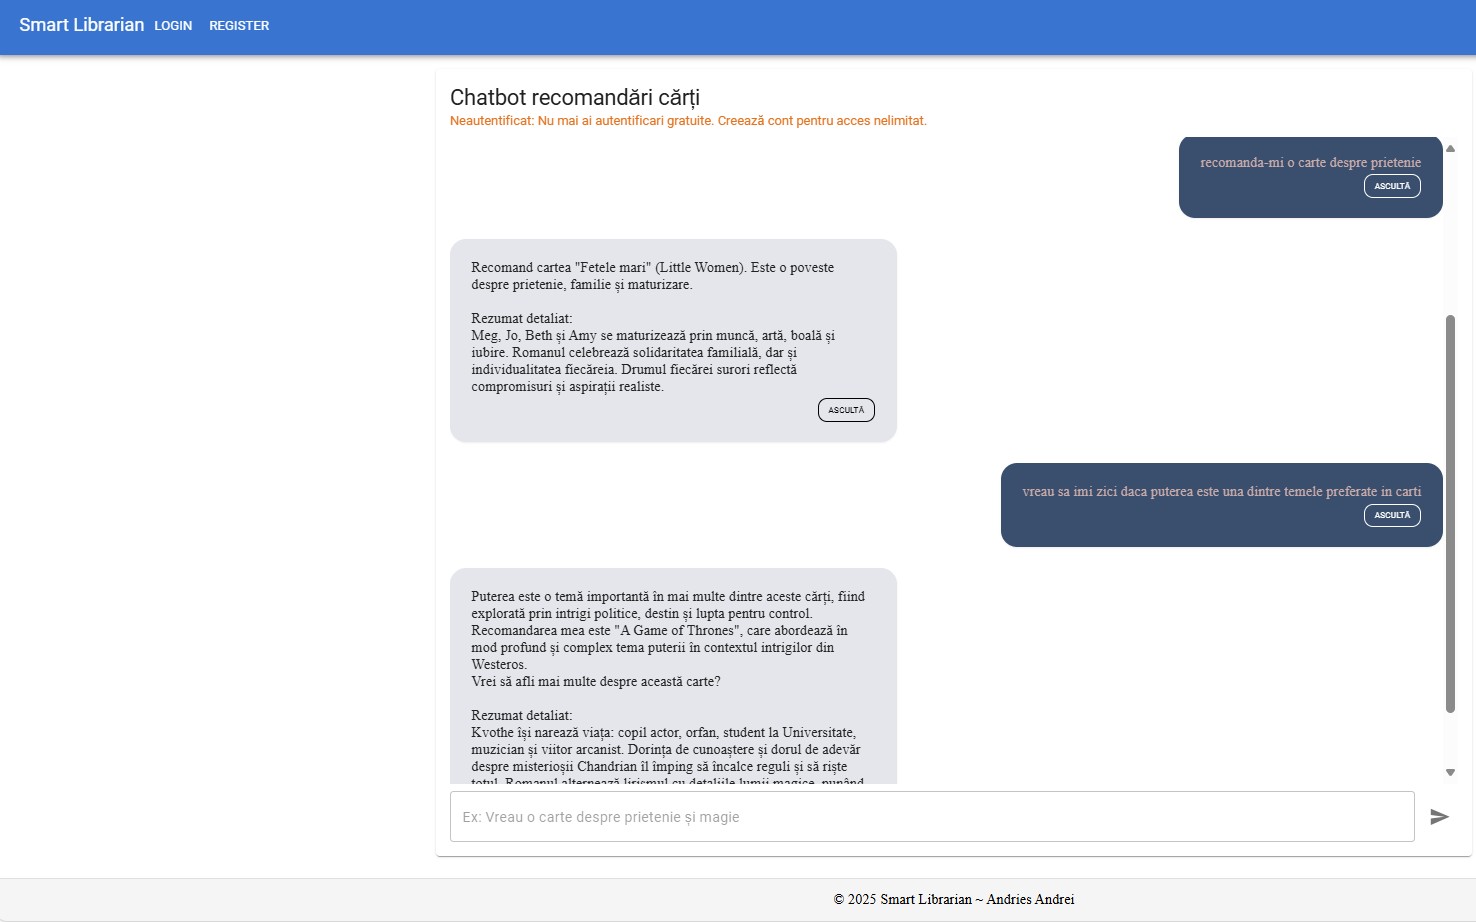 Smart Librarian LOGIN REGISTER
Chatbot recomandări cărți
Neautentificat: Nu mai ai autentificari gratuite. Creează cont pentru acces nelimitat.
recomanda-mi o carte despre prietenie
ASCULTĂ
Recomand cartea "Fetele mari" (Little Women). Este o poveste
despre prietenie, familie și maturizare.
Rezumat detaliat:
Meg, Jo, Beth și Amy se maturizează prin muncă, artă, boală și
iubire. Romanul celebrează solidaritatea familială, dar și
individualitatea fiecăreia. Drumul fiecărei surori reflectă
compromisuri și aspirații realiste.
ASCULTĂ
vreau sa imi zici daca puterea este una dintre temele preferate in carti
ASCULTĂ
Puterea este o temă importantă în mai multe dintre aceste cărți, fiind
explorată prin intrigi politice, destin și lupta pentru control.
Recomandarea mea este "A Game of Thrones", care abordează în
mod profund și complex tema puterii în contextul intrigilor din
Westeros.
Vrei să afli mai multe despre această carte?
Rezumat detaliat:
Kvothe își narează viața: copil actor, orfan, student la Universitate,
muzician și viitor arcanist. Dorința de cunoaștere și dorul de adevăr
despre misterioșii Chandrian îl împing să încalce reguli și să riște
totul. Romanul alternează lirismul cu detaliile lumii magice, punând
Ex: Vreau o carte despre prietenie și magie
© 2025 Smart Librarian ~ Andries Andrei